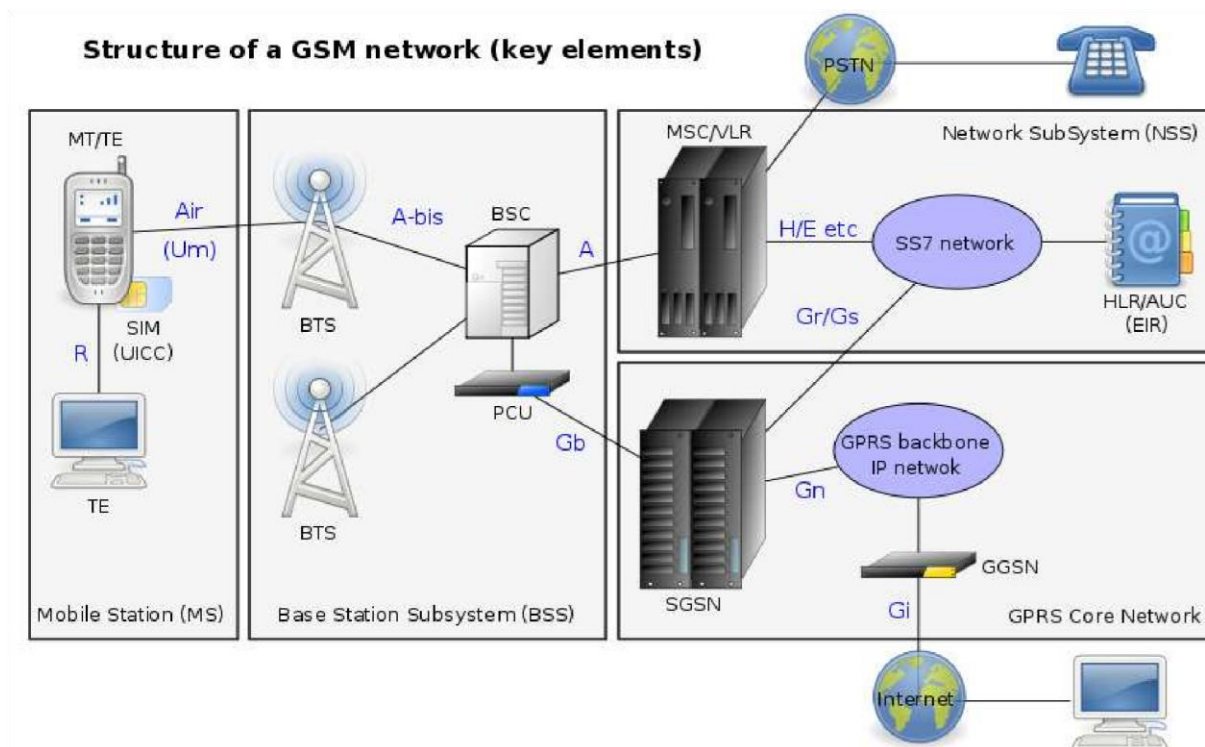 Structure of a GSM network (key elements)
PSTN
MT/TE
Air
(Um)
SIM
(UICC)
R
TE
Mobile Station (MS)
A-bis
BSC
BTS
BTS
PCU
Gb
A
Base Station Subsystem (BSS)
MSC/VLR
Network SubSystem (NSS)
H/E etc
SS7 network
HLR/AUC
(EIR)
Gr/Gs
GPRS backbone
IP netwok
Gn
SGSN
GGSN
Gi
GPRS Core Network
Internet